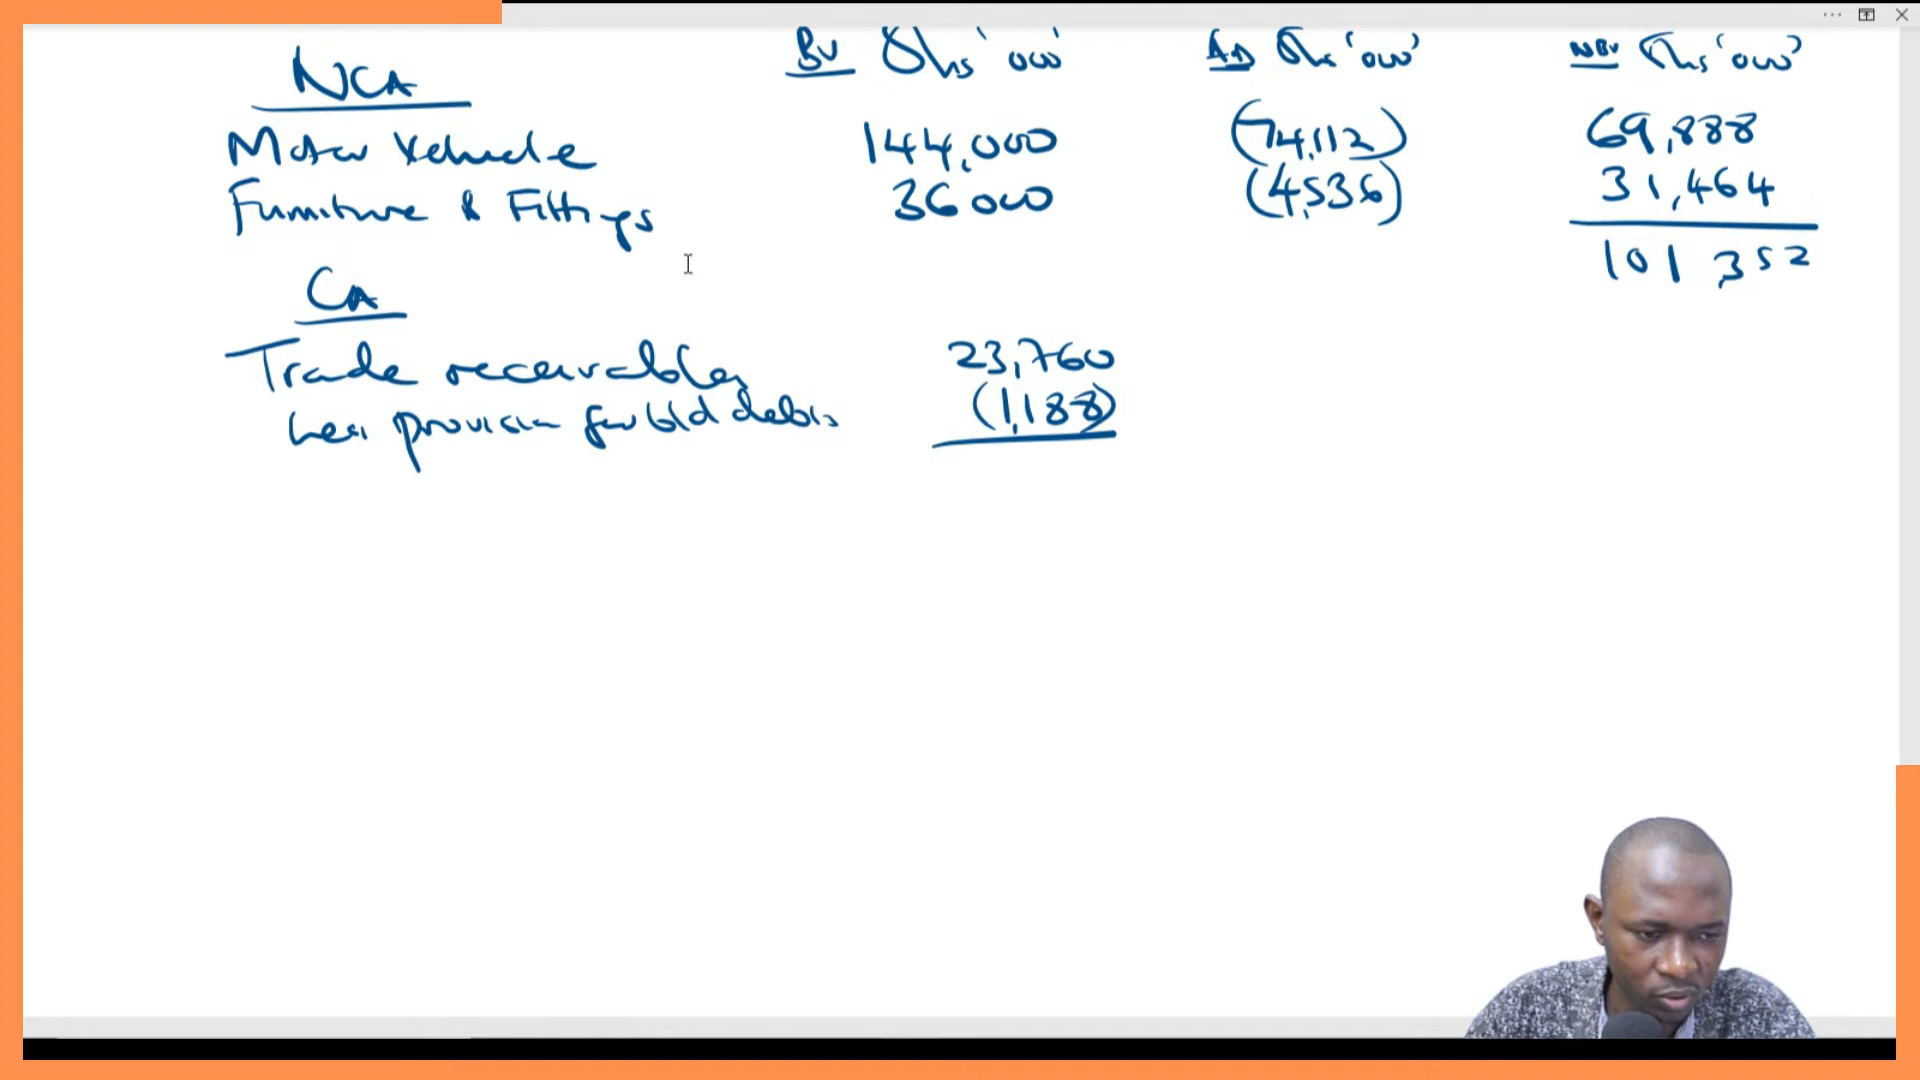 NCA BV Shs '000' AD Shs '000' NBV Shs '000'
Motor Vehicle 144,000 (74,112) 69,888
Furniture & Fittings 36000 (4,536) 31,464
101,352
CA
Trade receivables 23,760
Less provision for bad debts (1,188)